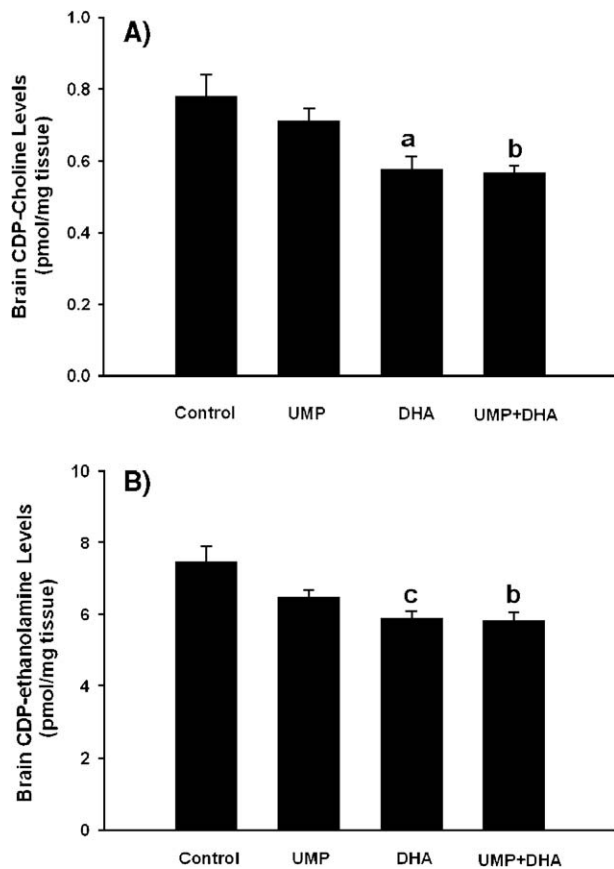 A)
Brain CDP-Choline Levels
(pmol/mg tissue)
1.0
0.8
0.6
0.4
0.2
0.0
a
b
Control UMP DHA UMP+DHA
B)
Brain CDP-ethanolamine Levels
(pmol/mg tissue)
10
8
6
4
2
0
c
b
Control UMP DHA UMP+DHA